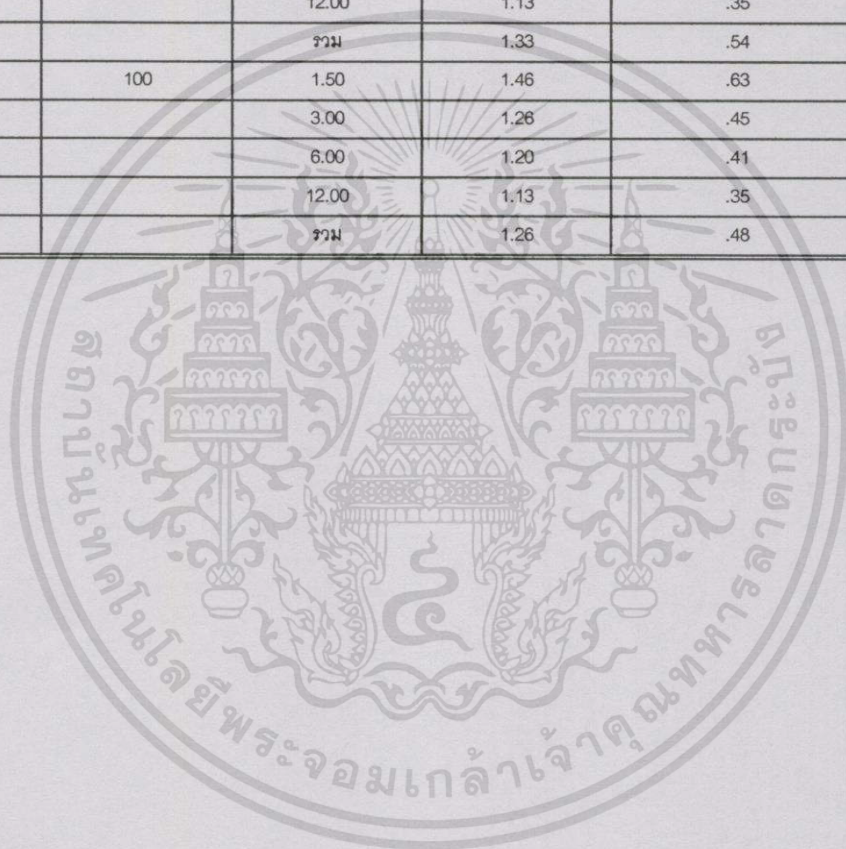 12.00 1.13 .35
รวม 1.33 .54
100 1.50 1.46 .63
3.00 1.26 .45
6.00 1.20 .41
12.00 1.13 .35
รวม 1.26 .48
สถาบันเทคโนโลยีพระจอมเกล้าเจ้าคุณทหารลาดกระบัง